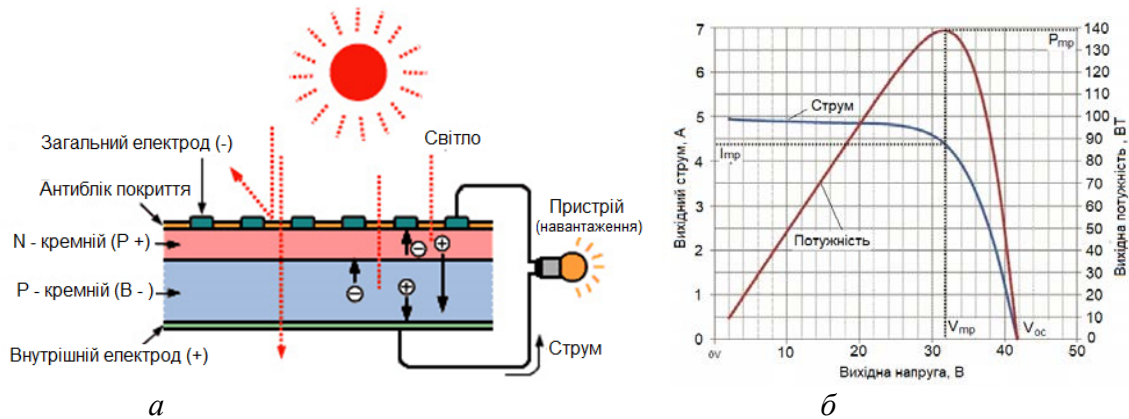 Загальний електрод (-)
Світло
Антиблік покриття
Пристрій
(навантаження)
N - кремній (P +)
P - кремній (B -)
Внутрішній електрод (+)
Струм
а
Вихідний струм, А
7
6
5
4
3
2
1
0
0V
10
20
30
40
50
Вихідна напруга, В
140
130
120
110
100
90
80
70
60
50
40
30
20
10
0
Вихідна потужність , ВТ
Pmp
Струм
Imp
Потужність
Vmp
Voc
б